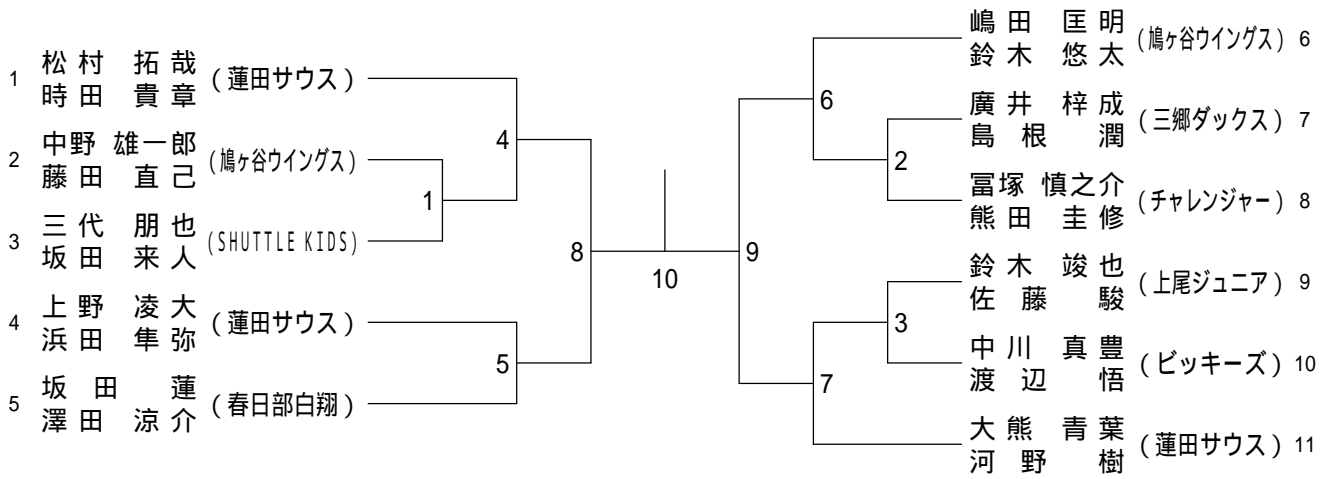 1 松村 拓哉 (蓮田サウス)
時田 貴章
2 中野 雄一郎 (鳩ヶ谷ウイングス)
藤田 直己
3 三代 朋也 (SHUTTLE KIDS)
坂田 来人
4 上野 凌大 (蓮田サウス)
浜田 隼弥
5 坂田 蓮 (春日部白翔)
澤田 涼介
4
1
8
5
10
9
6
2
3
7
嶋田 匡明 (鳩ヶ谷ウイングス) 6
鈴木 悠太
廣井 梓成 (三郷ダックス) 7
島根 潤
冨塚 慎之介 (チャレンジャー) 8
熊田 圭修
鈴木 竣也 (上尾ジュニア) 9
佐藤 駿
中川 真豊 (ビッキーズ) 10
渡辺 悟
大熊 青葉 (蓮田サウス) 11
河野 樹